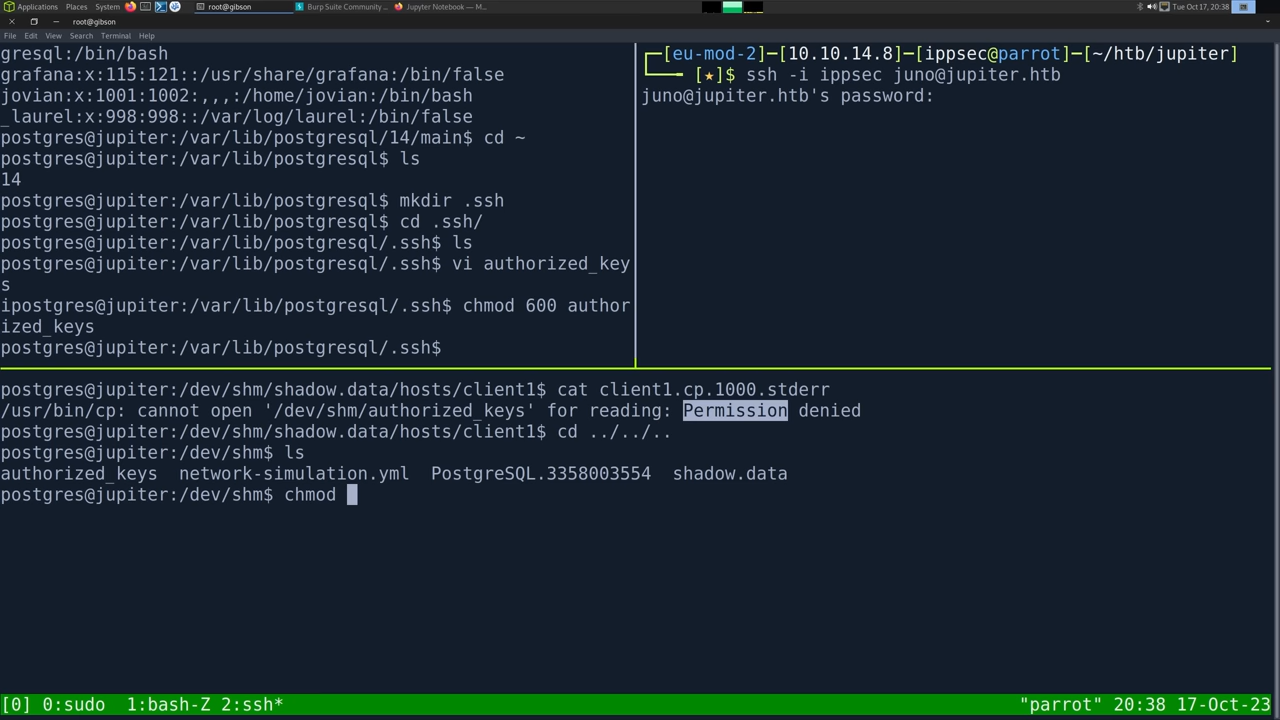 Applications Places System root@gibson Burp Suite Community ... Jupyter Notebook — M... Tue Oct 17, 20:38
root@gibson
File Edit View Search Terminal Help
gresql:/bin/bash
grafana:x:115:121::/usr/share/grafana:/bin/false
jovian:x:1001:1002:,,,:/home/jovian:/bin/bash
_laurel:x:998:998::/var/log/laurel:/bin/false
postgres@jupiter:/var/lib/postgresql/14/main$ cd ~
postgres@jupiter:/var/lib/postgresql$ ls
14
postgres@jupiter:/var/lib/postgresql$ mkdir .ssh
postgres@jupiter:/var/lib/postgresql$ cd .ssh/
postgres@jupiter:/var/lib/postgresql/.ssh$ ls
postgres@jupiter:/var/lib/postgresql/.ssh$ vi authorized_key
s
ipostgres@jupiter:/var/lib/postgresql/.ssh$ chmod 600 author
ized_keys
postgres@jupiter:/var/lib/postgresql/.ssh$
[eu-mod-2]─[10.10.14.8]─[ippsec@parrot]─[~/htb/jupiter]
[★]$ ssh -i ippsec juno@jupiter.htb
juno@jupiter.htb's password:
postgres@jupiter:/dev/shm/shadow.data/hosts/client1$ cat client1.cp.1000.stderr
/usr/bin/cp: cannot open '/dev/shm/authorized_keys' for reading: Permission denied
postgres@jupiter:/dev/shm/shadow.data/hosts/client1$ cd ../../..
postgres@jupiter:/dev/shm$ ls
authorized_keys network-simulation.yml PostgreSQL.3358003554 shadow.data
postgres@jupiter:/dev/shm$ chmod
[0] 0:sudo 1:bash-Z 2:ssh* "parrot" 20:38 17-Oct-23